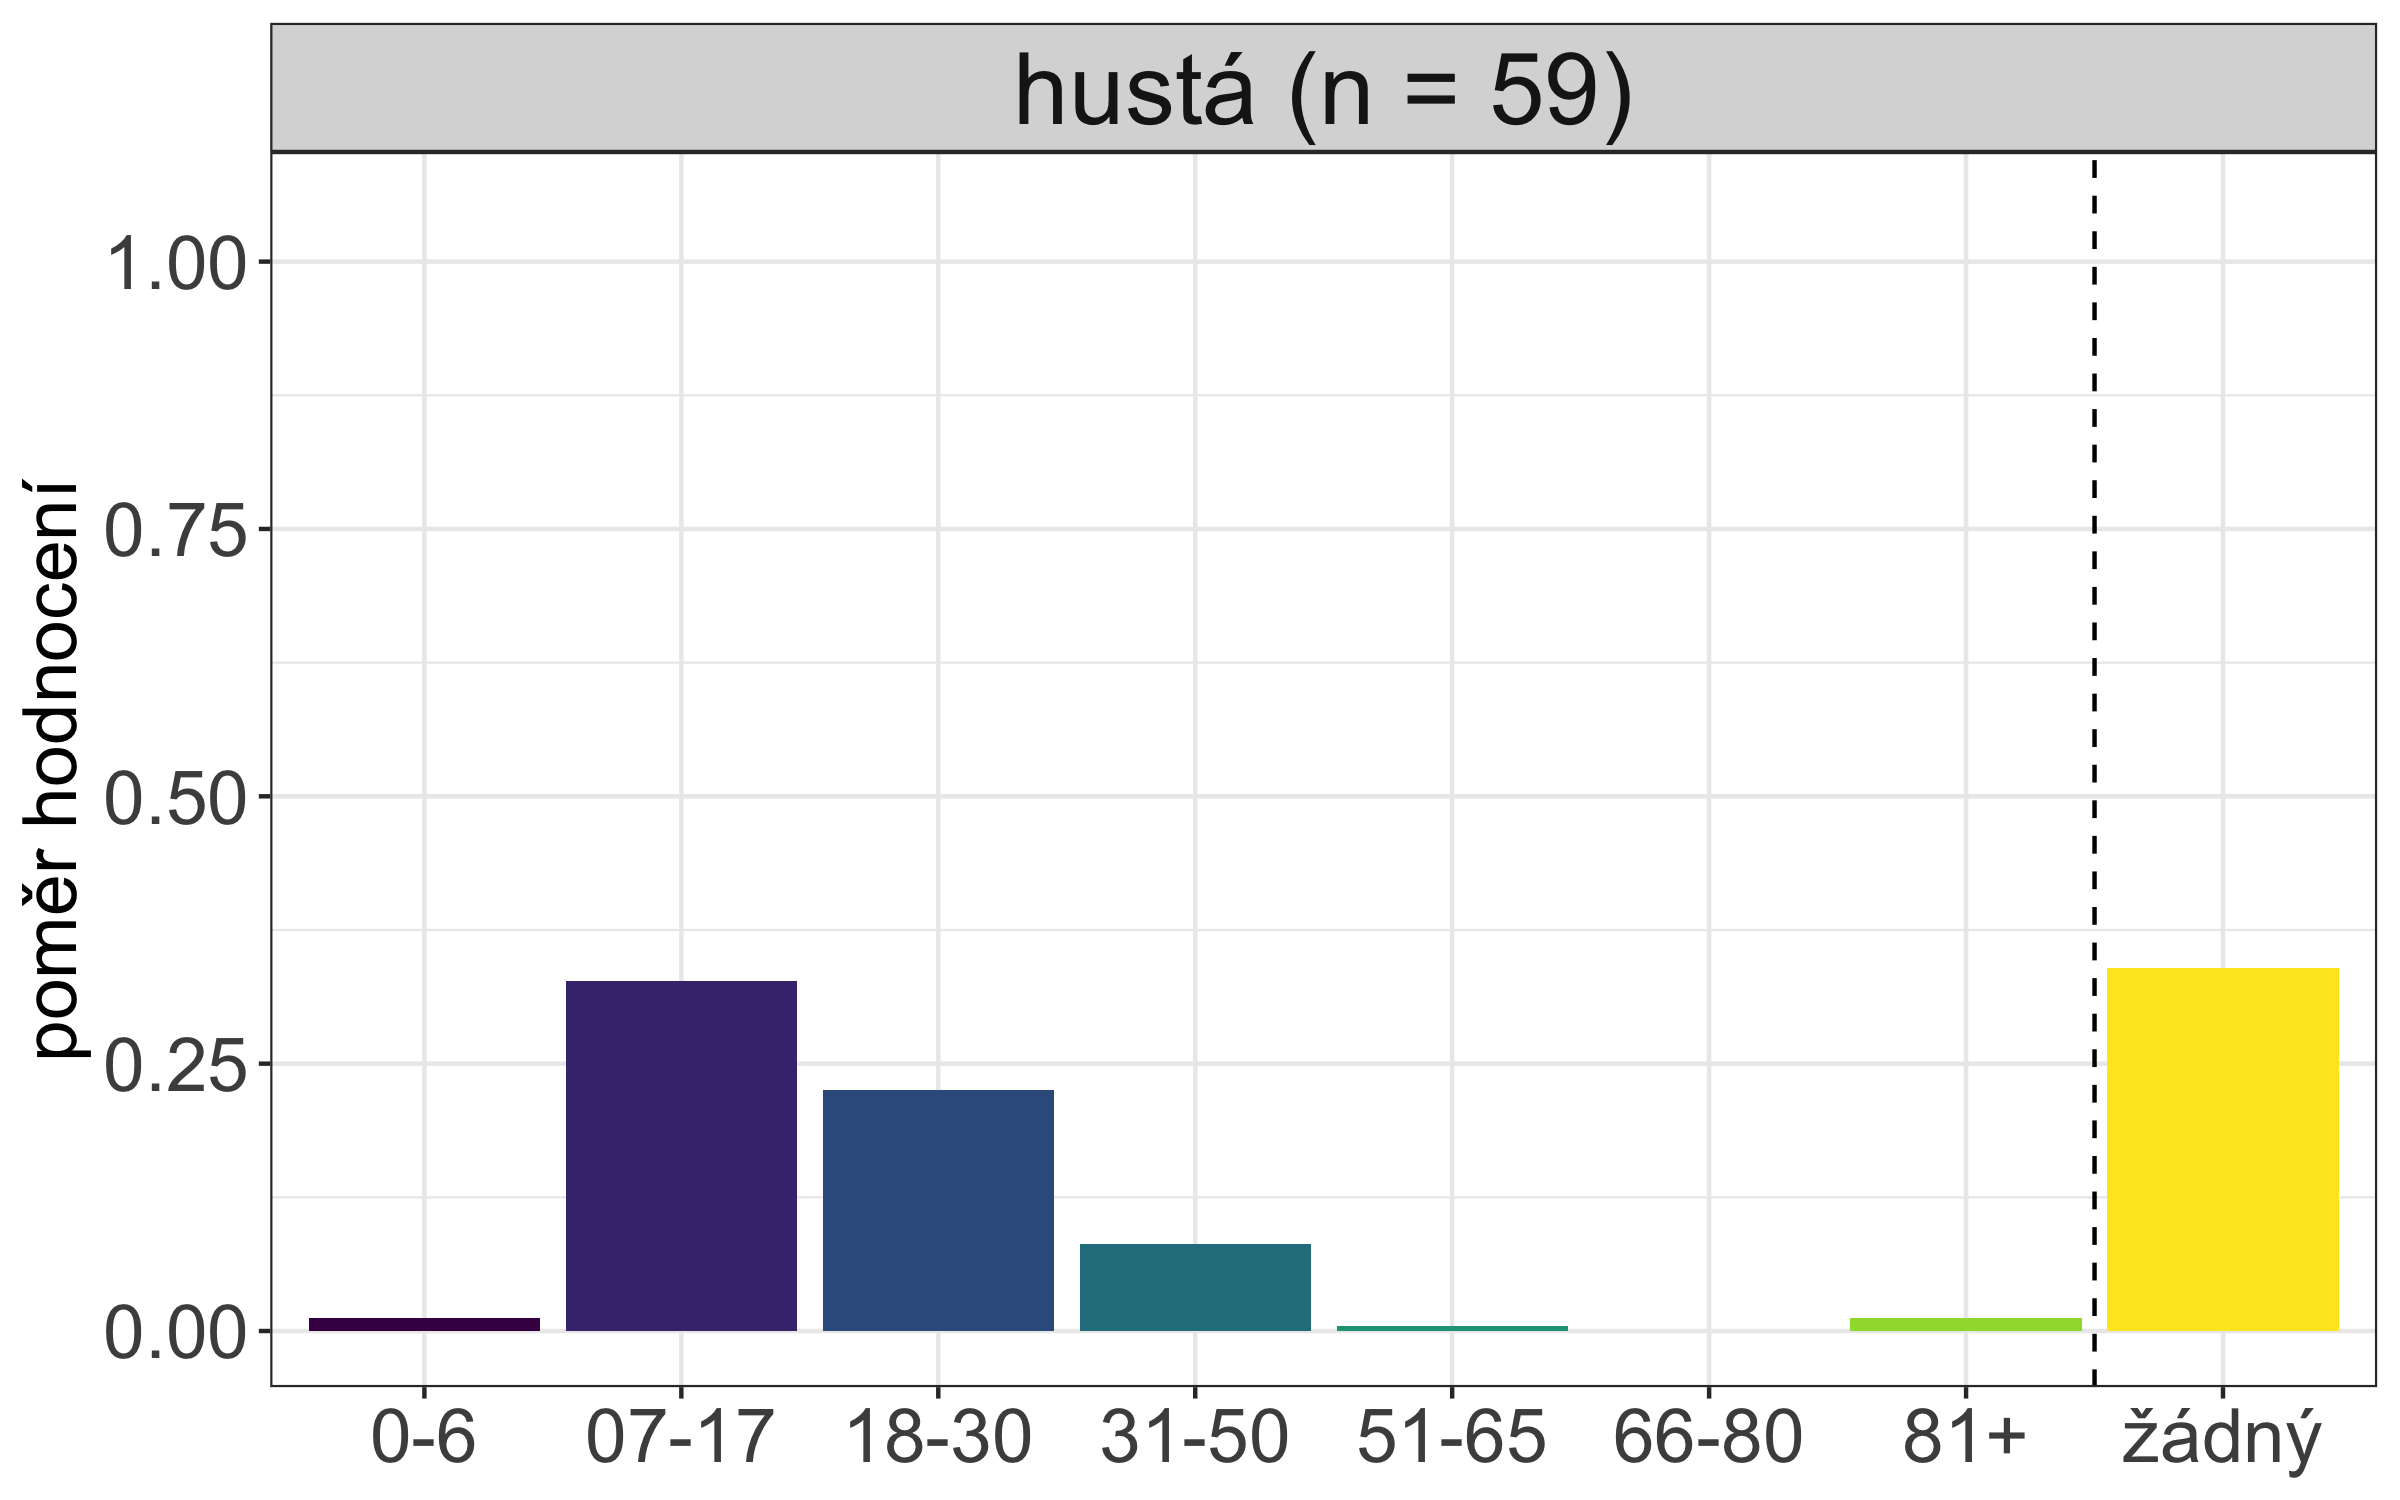 hustá (n = 59)
poměr hodnocení
1.00
0.75
0.50
0.25
0.00
0-6 07-17 18-30 31-50 51-65 66-80 81+ žádný